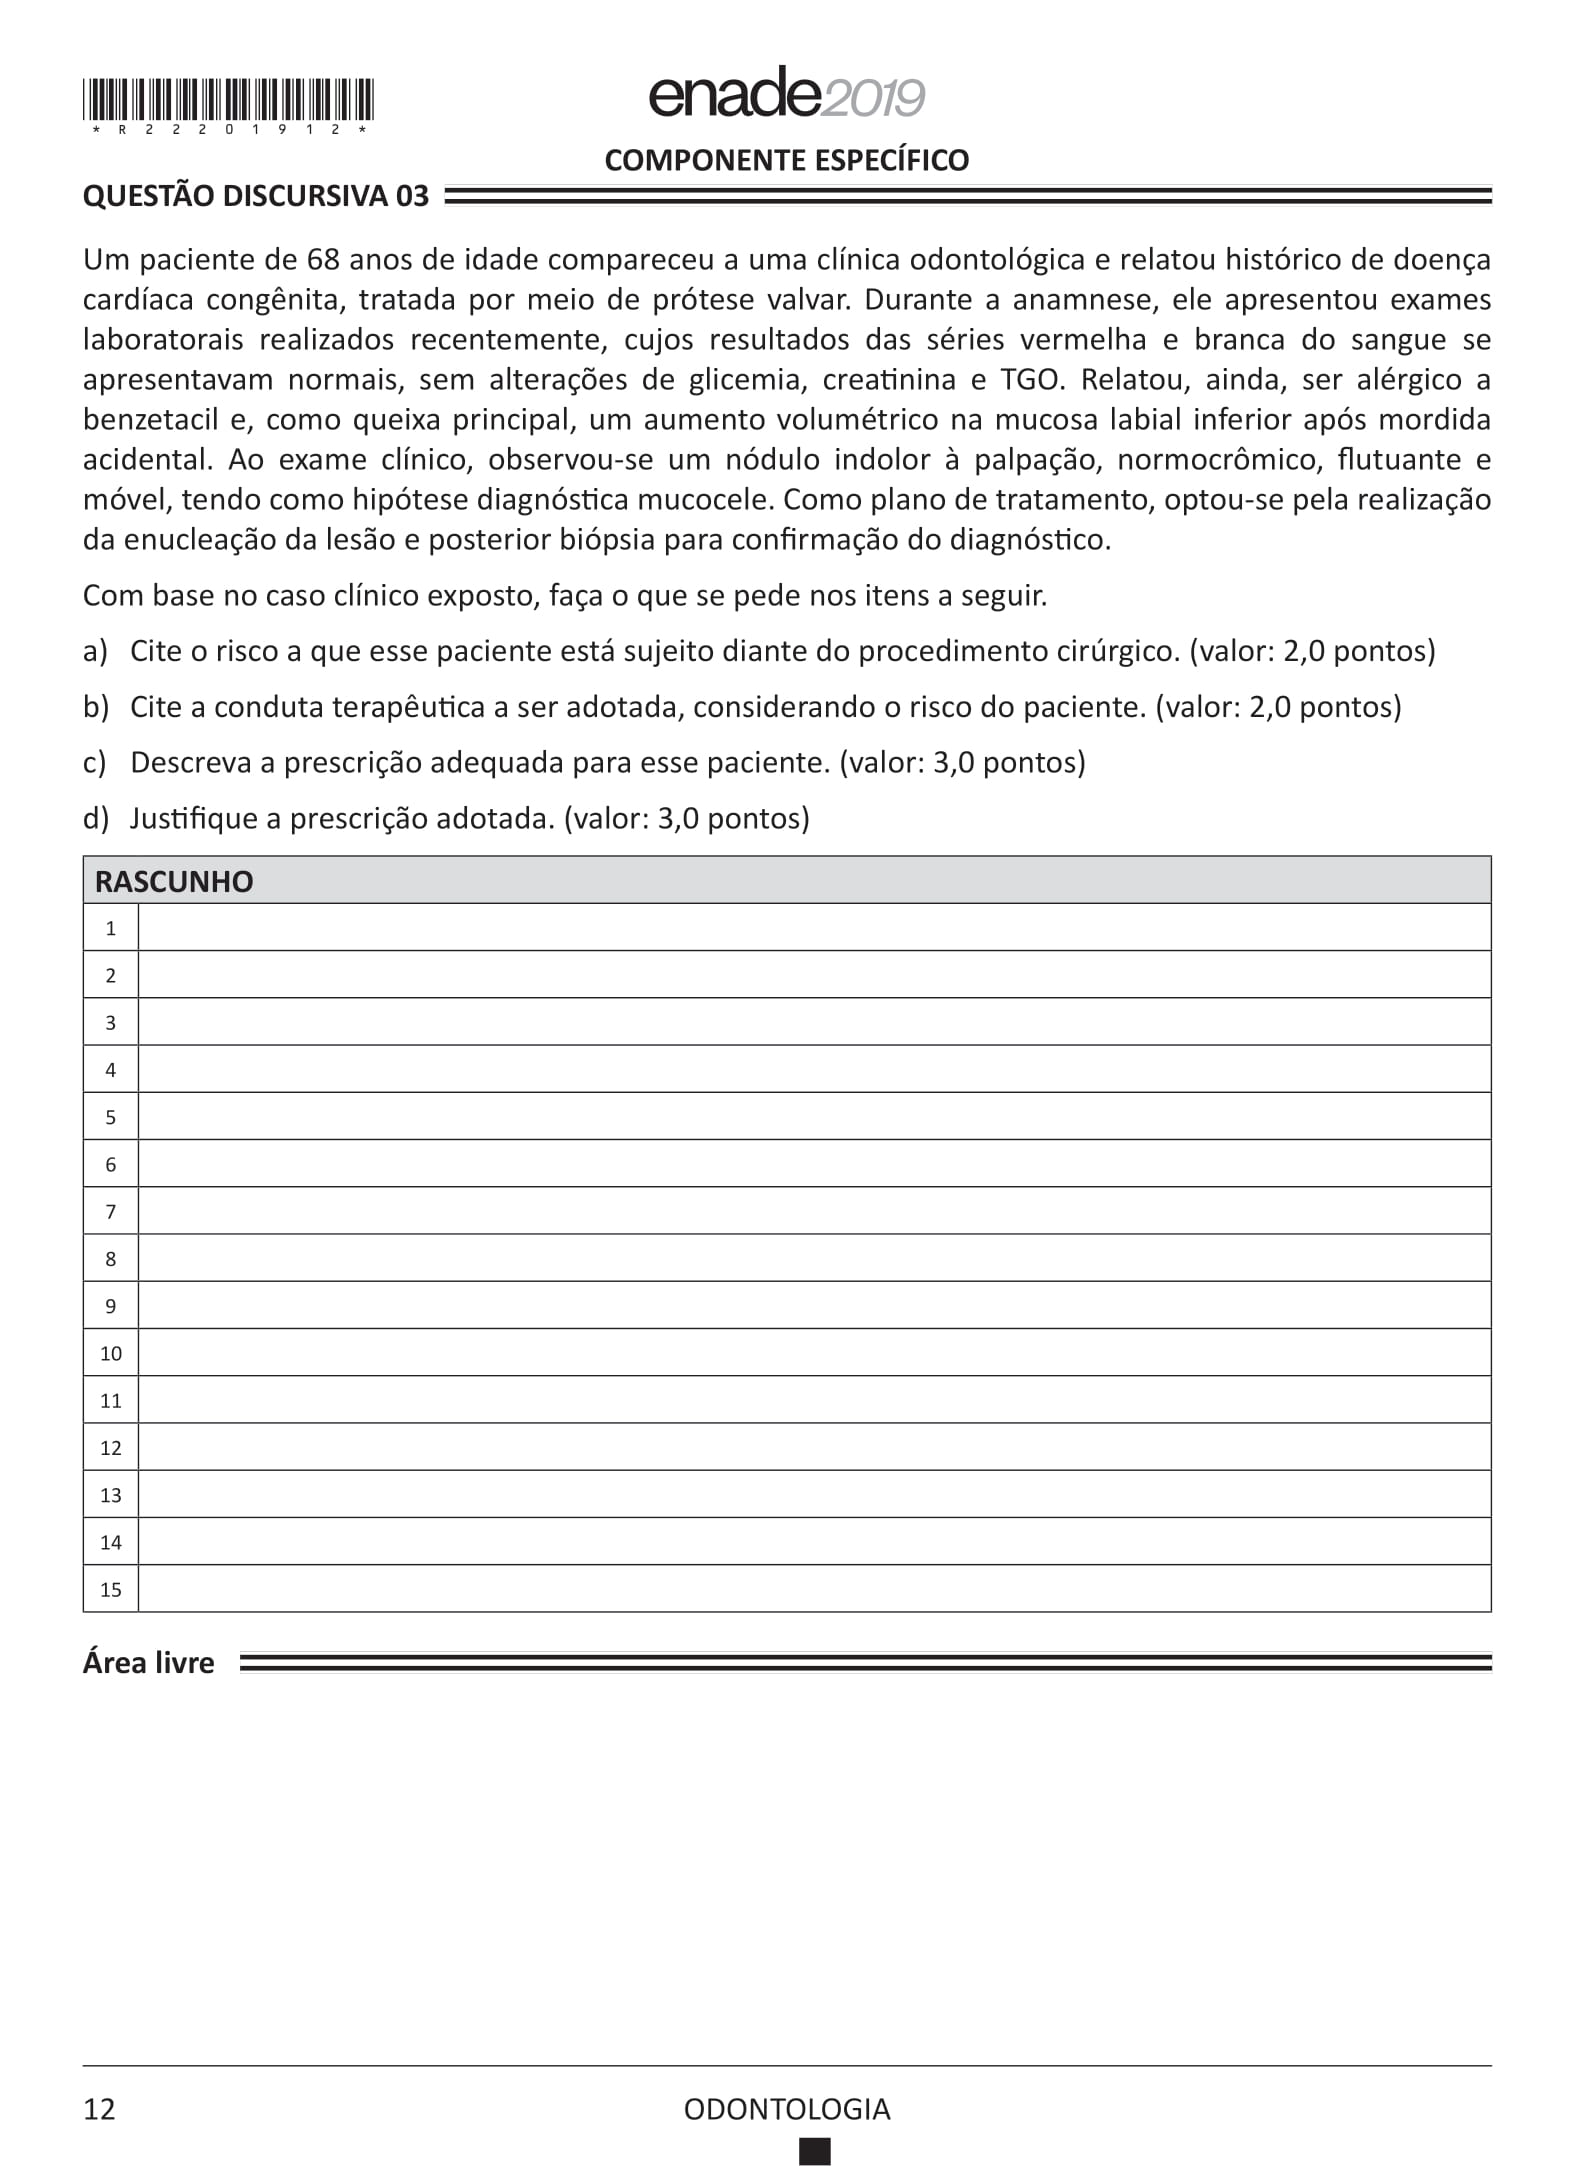 *R22201912*
enade2019
COMPONENTE ESPECÍFICO
QUESTÃO DISCURSIVA 03
Um paciente de 68 anos de idade compareceu a uma clínica odontológica e relatou histórico de doença
cardíaca congênita, tratada por meio de prótese valvar. Durante a anamnese, ele apresentou exames
laboratorais realizados recentemente, cujos resultados das séries vermelha e branca do sangue se
apresentavam normais, sem alterações de glicemia, creatinina e TGO. Relatou, ainda, ser alérgico a
benzetacil e, como queixa principal, um aumento volumétrico na mucosa labial inferior após mordida
acidental. Ao exame clínico, observou-se um nódulo indolor à palpação, normocrômico, flutuante e
móvel, tendo como hipótese diagnóstica mucocele. Como plano de tratamento, optou-se pela realização
da enucleação da lesão e posterior biópsia para confirmação do diagnóstico.
Com base no caso clínico exposto, faça o que se pede nos itens a seguir.
a) Cite o risco a que esse paciente está sujeito diante do procedimento cirúrgico. (valor: 2,0 pontos)
b) Cite a conduta terapêutica a ser adotada, considerando o risco do paciente. (valor: 2,0 pontos)
c) Descreva a prescrição adequada para esse paciente. (valor: 3,0 pontos)
d) Justifique a prescrição adotada. (valor: 3,0 pontos)
RASCUNHO
1
2
3
4
5
6
7
8
9
10
11
12
13
14
15
Área livre
12
ODONTOLOGIA